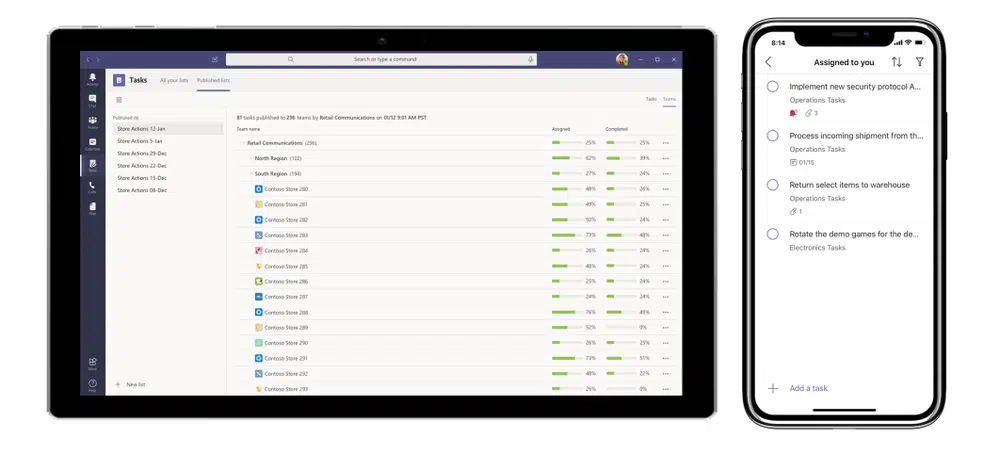 Search or type a command
Activity
Chat
Teams
Calendar
Tasks
Calls
Files
Store
Help
Tasks
All your lists
Published lists
Tasks
Teams
Published (6)
Store Actions 12-Jan
Store Actions 5-Jan
Store Actions 29-Dec
Store Actions 22-Dec
Store Actions 15-Dec
Store Actions 08-Dec
New list
81 tasks published to 296 teams by Retail Communications on 01/12 9:01 AM PST.
Team name Assigned Completed
Retail Communications (296) 25% 25%
North Region (102) 62% 39%
South Region (194) 27% 24%
Contoso Store 280 48% 26%
Contoso Store 281 49% 25%
Contoso Store 282 50% 24%
Contoso Store 283 73% 48%
Contoso Store 284 26% 24%
Contoso Store 285 48% 24%
Contoso Store 286 25% 24%
Contoso Store 287 24% 24%
Contoso Store 288 76% 49%
Contoso Store 289 52% 0%
Contoso Store 290 26% 25%
Contoso Store 291 73% 51%
Contoso Store 292 48% 22%
Contoso Store 293 26% 0%
8:14
Assigned to you
Implement new security protocol A...
Operations Tasks
3
Process incoming shipment from th...
Operations Tasks
01/15
Return select items to warehouse
Operations Tasks
1
Rotate the demo games for the de...
Electronics Tasks
Add a task